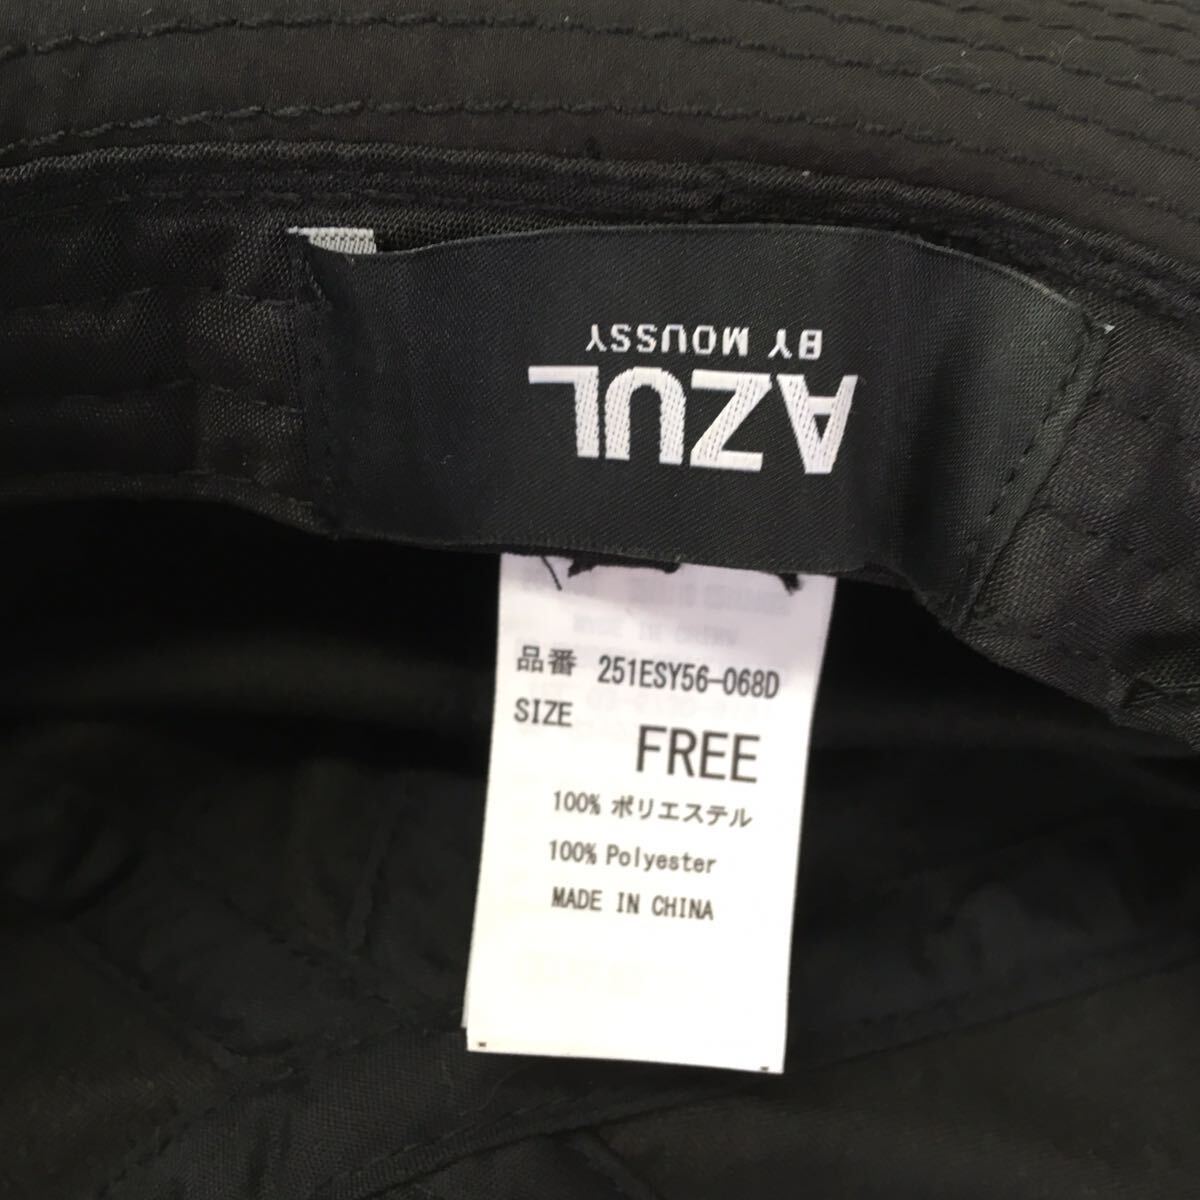 AZUL
BY MOUSSY
品番 251ESY56-068D
SIZE
FREE
100% ポリエステル
100% Polyester
MADE IN CHINA